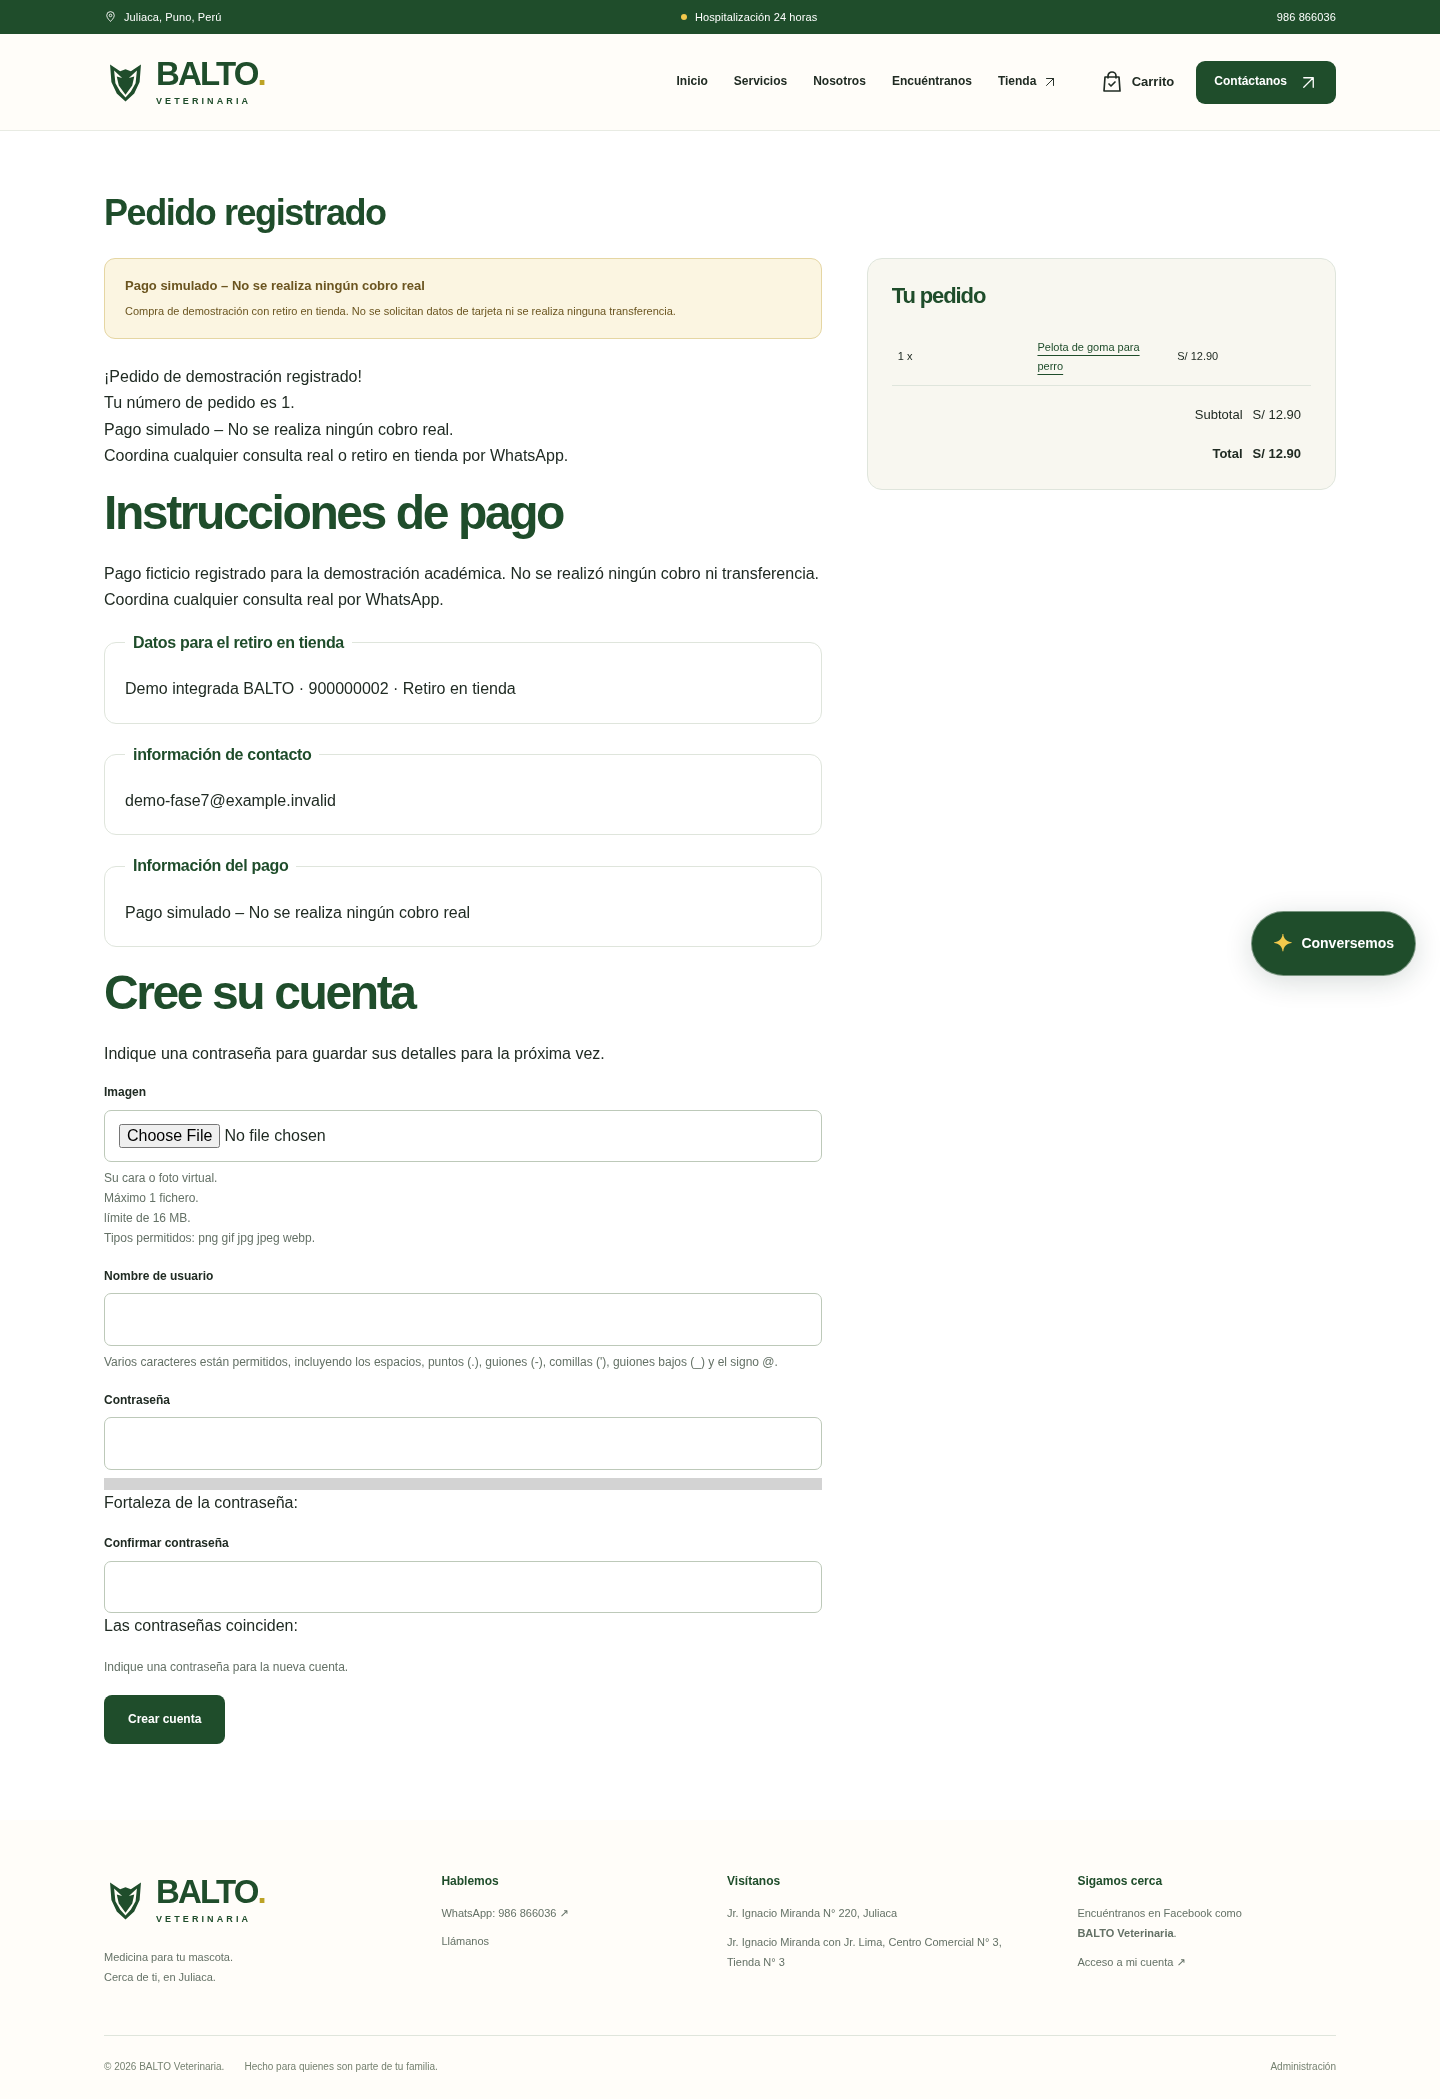 Juliaca, Puno, Perú
Hospitalización 24 horas
986 866036
BALTO.
VETERINARIA
Inicio
Servicios
Nosotros
Encuéntranos
Tienda
Carrito
Contáctanos
Pedido registrado
Pago simulado – No se realiza ningún cobro real
Compra de demostración con retiro en tienda. No se solicitan datos de tarjeta ni se realiza ninguna transferencia.
¡Pedido de demostración registrado!
Tu número de pedido es 1.
Pago simulado – No se realiza ningún cobro real.
Coordina cualquier consulta real o retiro en tienda por WhatsApp.
Tu pedido
1 x
Pelota de goma para
perro
S/ 12.90
Subtotal S/ 12.90
Total S/ 12.90
Instrucciones de pago
Pago ficticio registrado para la demostración académica. No se realizó ningún cobro ni transferencia.
Coordina cualquier consulta real por WhatsApp.
Datos para el retiro en tienda
Demo integrada BALTO · 900000002 · Retiro en tienda
información de contacto
demo-fase7@example.invalid
Información del pago
Pago simulado – No se realiza ningún cobro real
Conversemos
Cree su cuenta
Indique una contraseña para guardar sus detalles para la próxima vez.
Imagen
Choose File No file chosen
Su cara o foto virtual.
Máximo 1 fichero.
límite de 16 MB.
Tipos permitidos: png gif jpg jpeg webp.
Nombre de usuario
Varios caracteres están permitidos, incluyendo los espacios, puntos (.), guiones (-), comillas ('), guiones bajos (_) y el signo @.
Contraseña
Fortaleza de la contraseña:
Confirmar contraseña
Las contraseñas coinciden:
Indique una contraseña para la nueva cuenta.
Crear cuenta
BALTO.
VETERINARIA
Medicina para tu mascota.
Cerca de ti, en Juliaca.
Hablemos
WhatsApp: 986 866036 ↗
Llámanos
Visítanos
Jr. Ignacio Miranda N° 220, Juliaca
Jr. Ignacio Miranda con Jr. Lima, Centro Comercial N° 3,
Tienda N° 3
Sigamos cerca
Encuéntranos en Facebook como
BALTO Veterinaria.
Acceso a mi cuenta ↗
© 2026 BALTO Veterinaria.
Hecho para quienes son parte de tu familia.
Administración